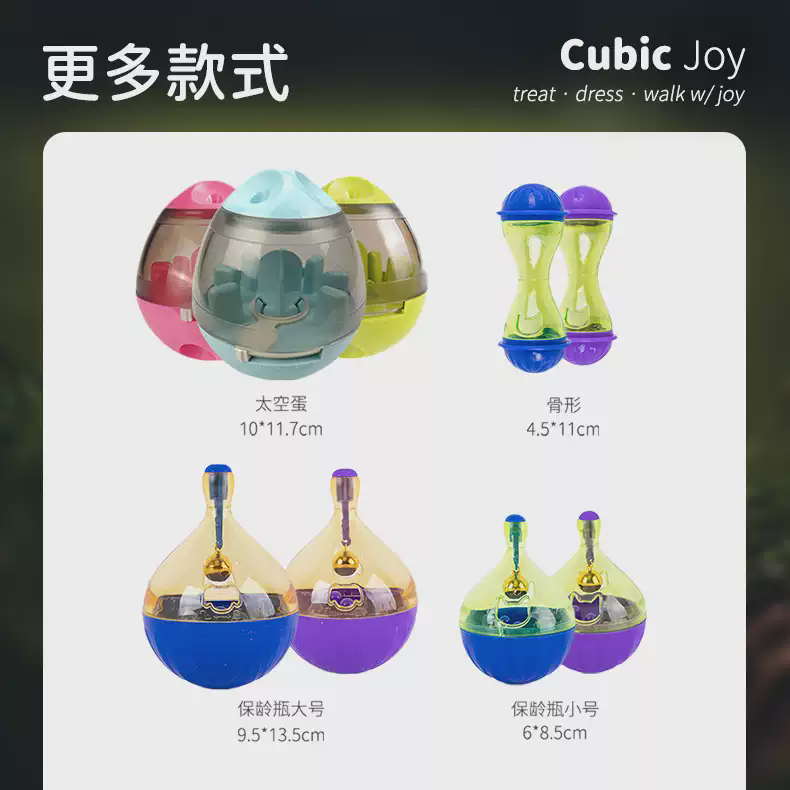 更多款式
Cubic Joy
treat · dress · walk w/ joy
太空蛋
10*11.7cm
骨形
4.5*11cm
保龄瓶大号
9.5*13.5cm
保龄瓶小号
6*8.5cm